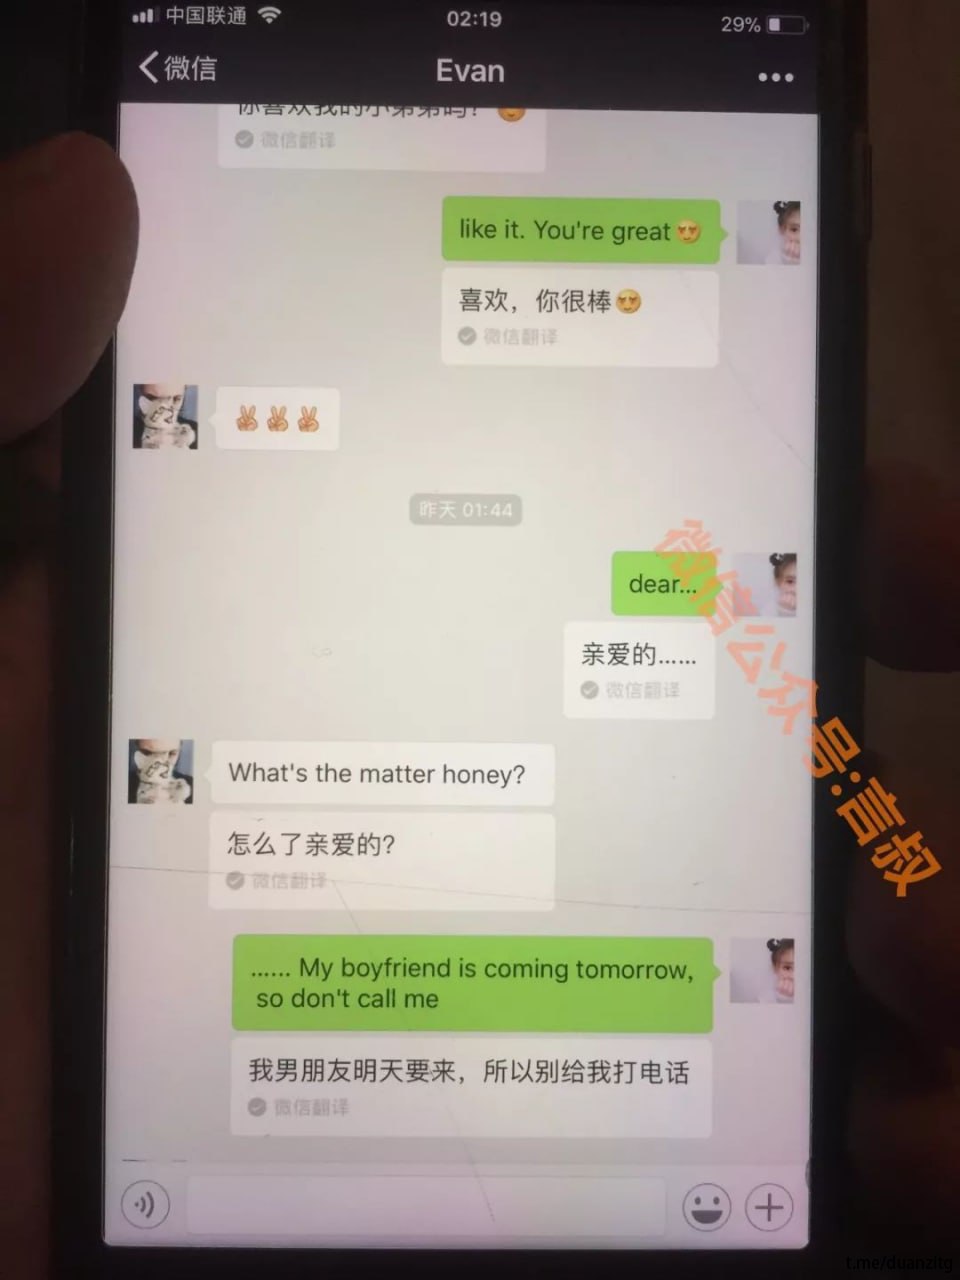 中国联通
02:19
29%
微信
Evan
你喜欢我的小弟弟吗?
微信翻译
like it. You're great
喜欢，你很棒
微信翻译
昨天 01:44
dear...
亲爱的……
微信翻译
What's the matter honey?
怎么了亲爱的?
微信翻译
...... My boyfriend is coming tomorrow,
so don't call me
我男朋友明天要来，所以别给我打电话
微信翻译
微信公众号:言叔
t.me/duanzitg